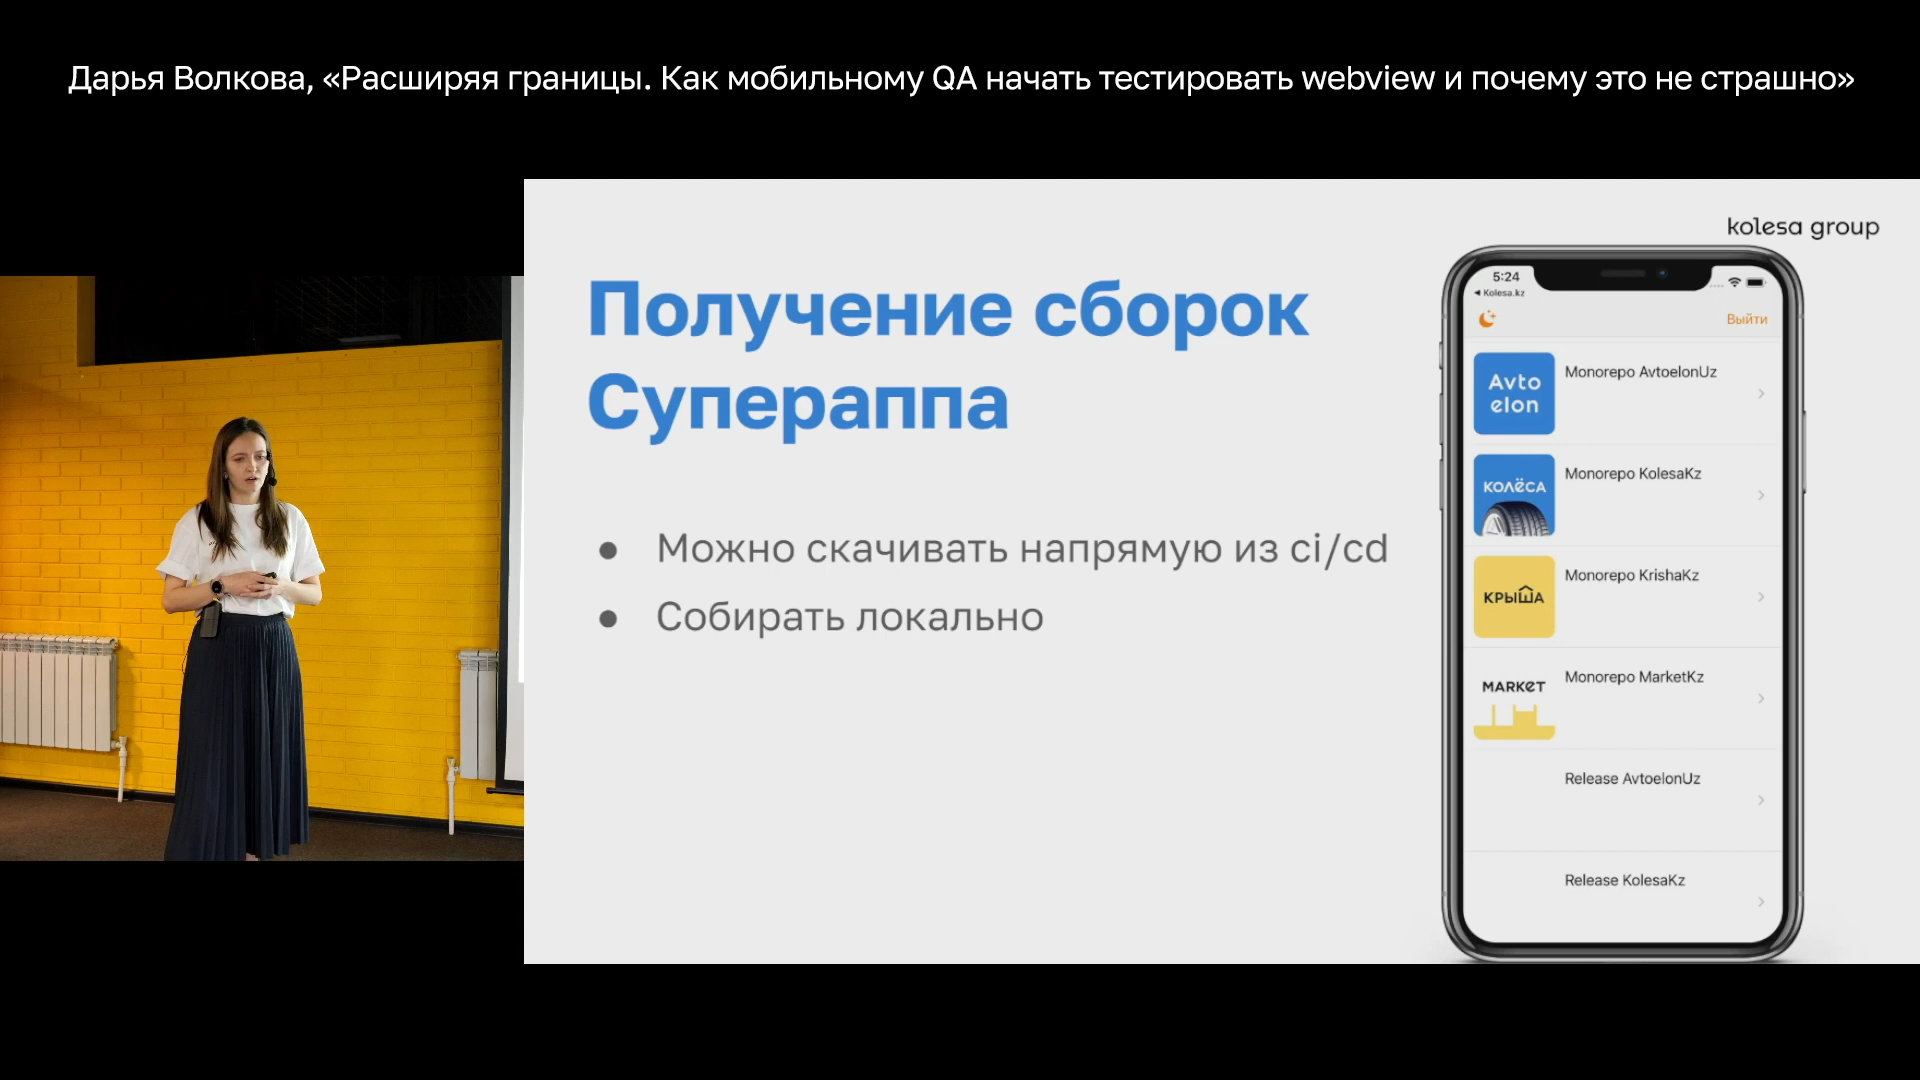 Дарья Волкова, «Расширяя границы. Как мобильному QA начать тестировать webview и почему это не страшно»
kolesa group
Получение сборок
Супераппа
● Можно скачивать напрямую из ci/cd
● Собирать локально
5:24
◀ Kolesa.kz
Выйти
Avto
elon
Monorepo AvtoelonUz
КОЛЁСА
Monorepo KolesaKz
КРЫША
Monorepo KrishaKz
MARKET
Monorepo MarketKz
Release AvtoelonUz
Release KolesaKz